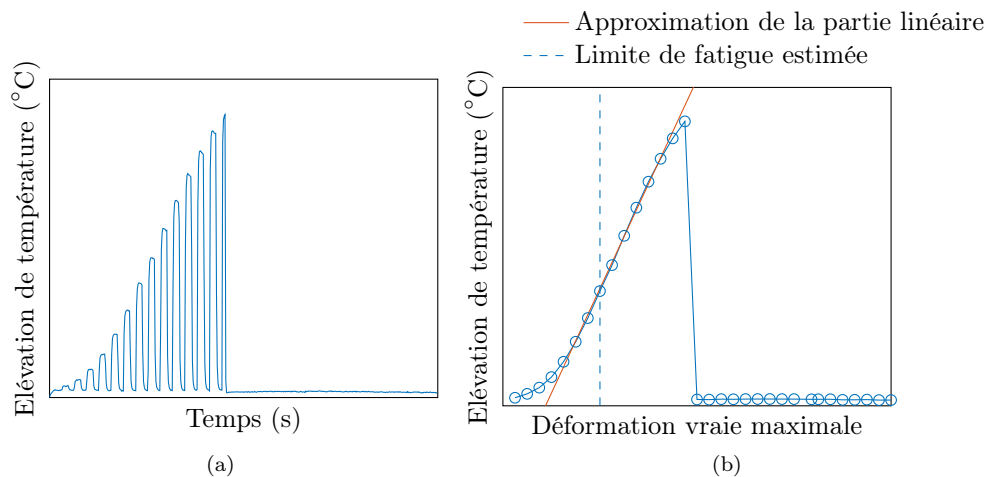 Approximation de la partie linéaire
Limite de fatigue estimée
Elévation de température (°C)
Temps (s)
(a)
Elévation de température (°C)
Déformation vraie maximale
(b)